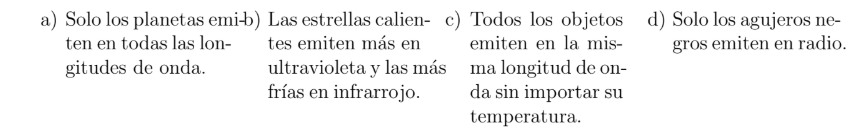 a) Solo los planetas emi-
ten en todas las lon-
gitudes de onda.
b) Las estrellas calien-
tes emiten más en
ultravioleta y las más
frías en infrarrojo.
c) Todos los objetos
emiten en la mis-
ma longitud de on-
da sin importar su
temperatura.
d) Solo los agujeros ne-
gros emiten en radio.